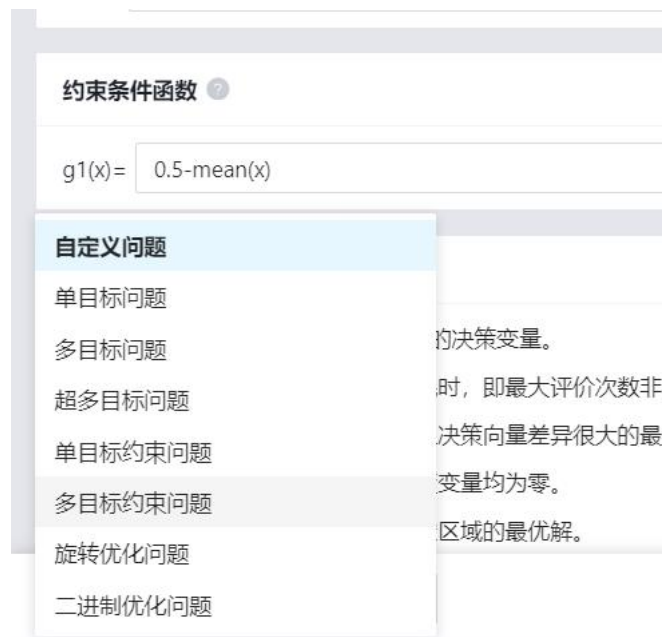 约束条件函数 ?
g1(x)= 0.5-mean(x)
自定义问题
单目标问题
多目标问题
的决策变量。
超多目标问题
时，即最大评价次数非
单目标约束问题
决策向量差异很大的最
多目标约束问题
变量均为零。
旋转优化问题
区域的最优解。
二进制优化问题